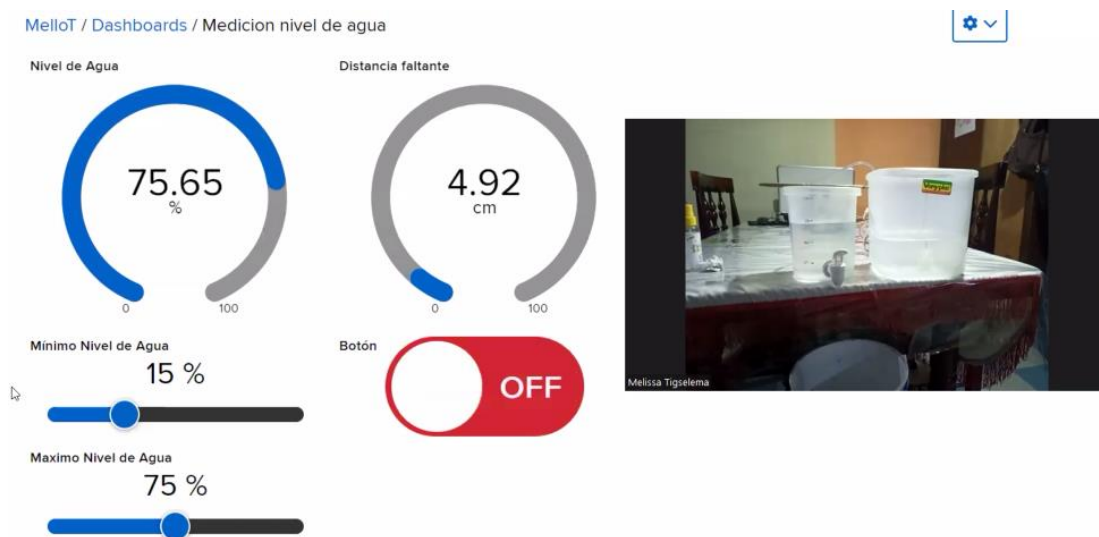 MelloT / Dashboards / Medicion nivel de agua
Nivel de Agua
75.65
%
0
100
Distancia faltante
4.92
cm
0
100
Mínimo Nivel de Agua
15 %
Botón
OFF
Maximo Nivel de Agua
75 %
Melissa Tigselema